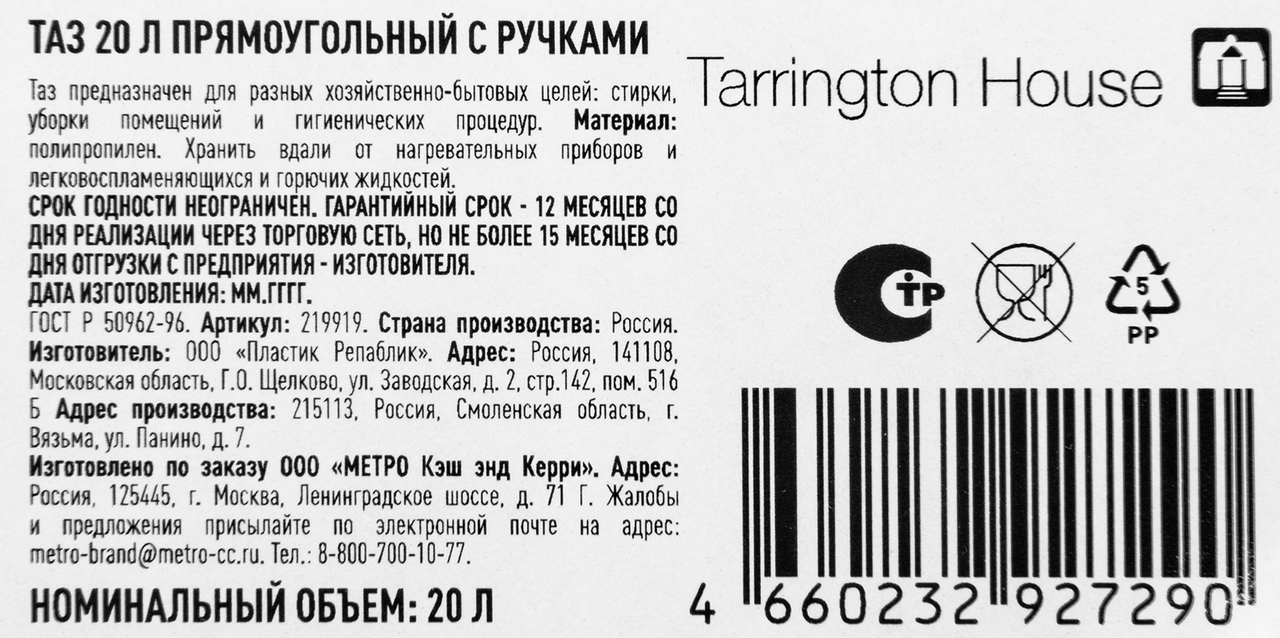 ТАЗ 20 Л ПРЯМОУГОЛЬНЫЙ С РУЧКАМИ
Таз предназначен для разных хозяйственно-бытовых целей: стирки,
уборки помещений и гигиенических процедур. Материал:
полипропилен. Хранить вдали от нагревательных приборов и
легковоспламеняющихся и горючих жидкостей.
СРОК ГОДНОСТИ НЕОГРАНИЧЕН. ГАРАНТИЙНЫЙ СРОК - 12 МЕСЯЦЕВ СО
ДНЯ РЕАЛИЗАЦИИ ЧЕРЕЗ ТОРГОВУЮ СЕТЬ, НО НЕ БОЛЕЕ 15 МЕСЯЦЕВ СО
ДНЯ ОТГРУЗКИ С ПРЕДПРИЯТИЯ - ИЗГОТОВИТЕЛЯ.
ДАТА ИЗГОТОВЛЕНИЯ: ММ.ГГГГ.
ГОСТ Р 50962-96. Артикул: 219919. Страна производства: Россия.
Изготовитель: ООО «Пластик Репаблик». Адрес: Россия, 141108,
Московская область, Г.О. Щелково, ул. Заводская, д. 2, стр.142, пом. 516
Б Адрес производства: 215113, Россия, Смоленская область, г.
Вязьма, ул. Панино, д. 7.
Изготовлено по заказу ООО «МЕТРО Кэш энд Керри». Адрес:
Россия, 125445, г. Москва, Ленинградское шоссе, д. 71 Г. Жалобы
и предложения присылайте по электронной почте на адрес:
metro-brand@metro-cc.ru. Тел.: 8-800-700-10-77.
НОМИНАЛЬНЫЙ ОБЪЕМ: 20 Л
Tarrington House
СТР
5
PP
4 660232 927290